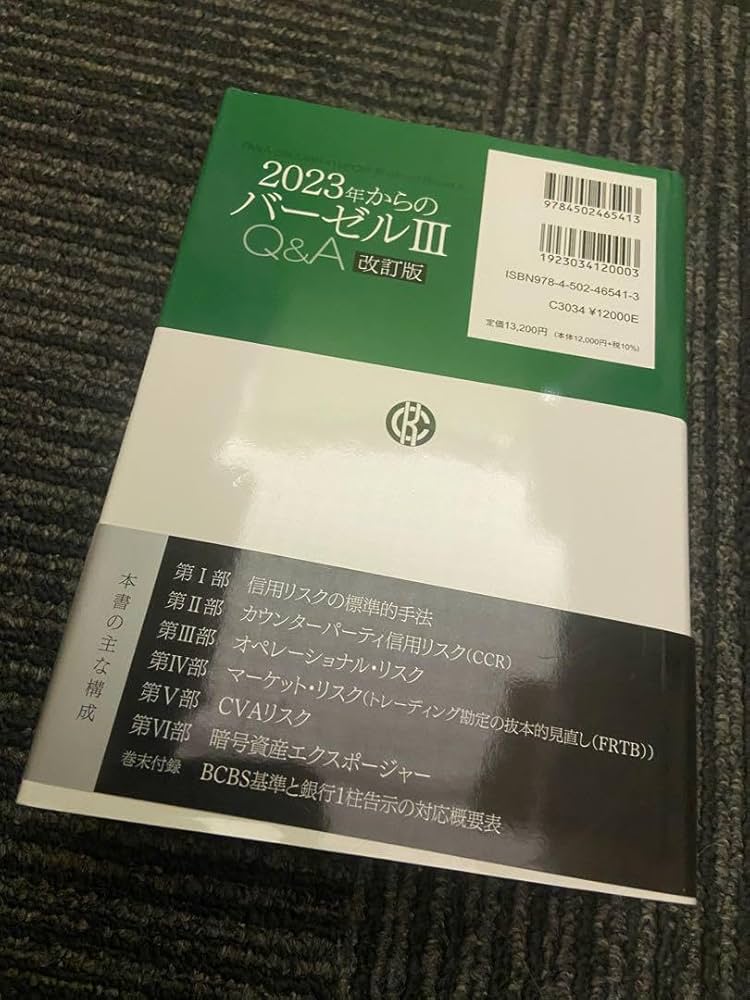 2023年からの
バーゼルⅢ
Q&A 改訂版
9784502465413
1923034120003
ISBN978-4-502-46541-3
C3034 ¥12000E
定価13,200円 (本体12,000円+税10%)
本書の主な構成
第Ⅰ部 信用リスクの標準的手法
第Ⅱ部 カウンターパーティ信用リスク(CCR)
第Ⅲ部 オペレーショナル・リスク
第Ⅳ部 マーケット・リスク(トレーディング勘定の抜本的見直し(FRTB))
第Ⅴ部 CVAリスク
第Ⅵ部 暗号資産エクスポージャー
巻末付録 BCBS基準と銀行1柱告示の対応概要表